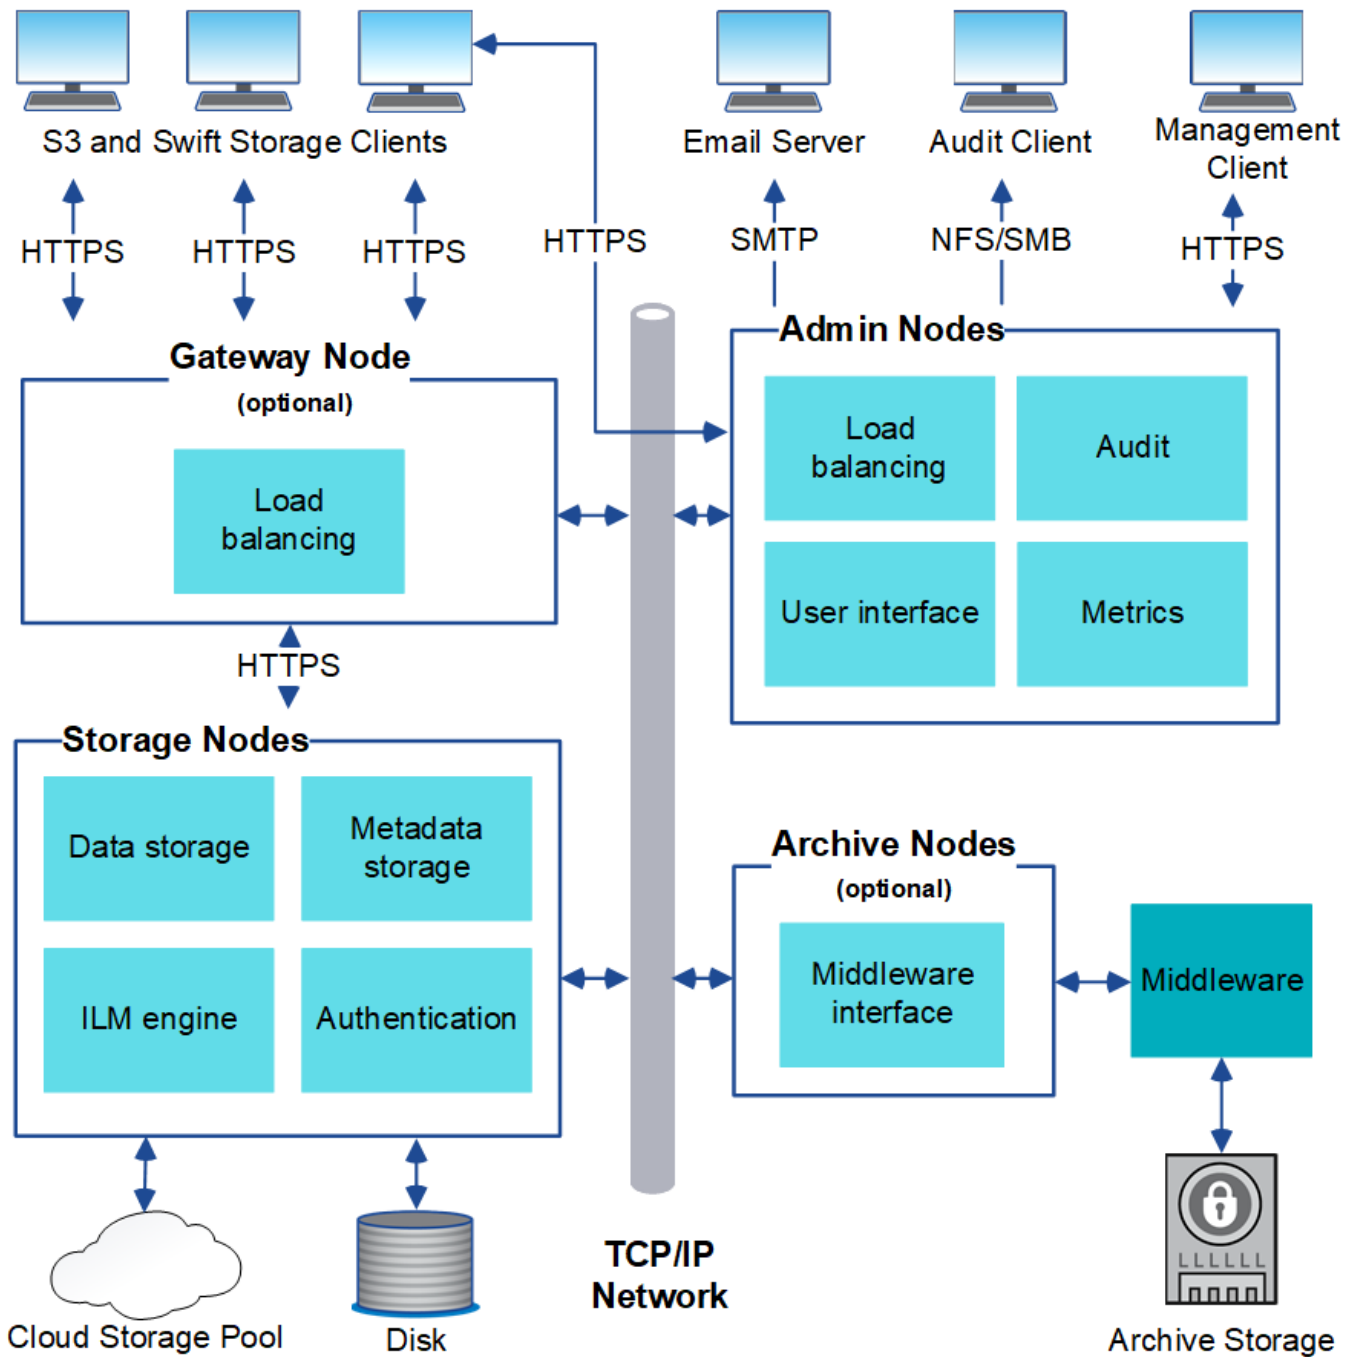 S3 and Swift Storage Clients
Email Server
Audit Client
Management
Client
HTTPS
HTTPS
HTTPS
HTTPS
SMTP
NFS/SMB
HTTPS
Gateway Node
(optional)
Load
balancing
Admin Nodes
Load
balancing
Audit
User interface
Metrics
HTTPS
Storage Nodes
Data storage
Metadata
storage
ILM engine
Authentication
Archive Nodes
(optional)
Middleware
interface
Middleware
Cloud Storage Pool
Disk
TCP/IP
Network
LLLLLL
Archive Storage